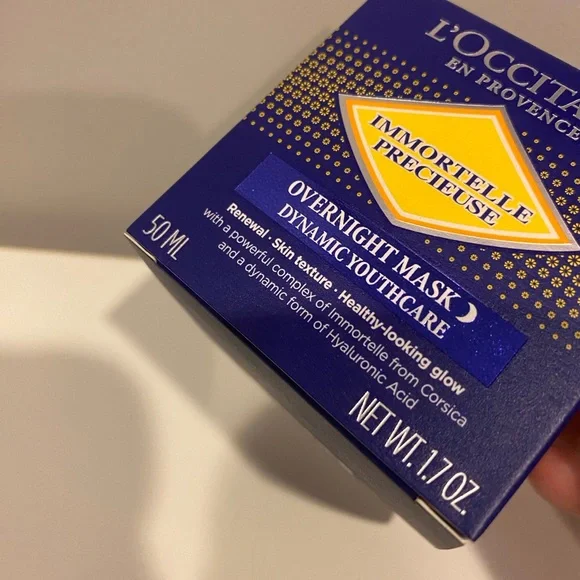 L'OCCITA
EN PROVENCE
IMMORTELLE
PRECIEUSE
OVERNIGHT MASK
DYNAMIC YOUTHCARE
Renewal • Skin texture • Healthy-looking glow
with a powerful complex of Immortelle from Corsica
and a dynamic form of Hyaluronic Acid
50 ML
NET WT. 1.7 OZ.